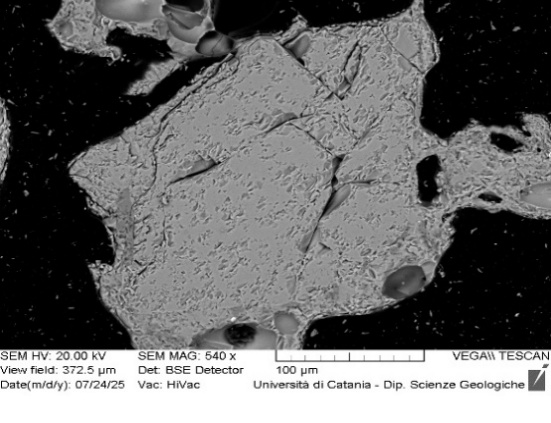 SEM HV: 20.00 kV SEM MAG: 540 x VEGA\\ TESCAN
View field: 372.5 µm Det: BSE Detector 100 µm
Date(m/d/y): 07/24/25 Vac: HiVac Università di Catania - Dip. Scienze Geologiche